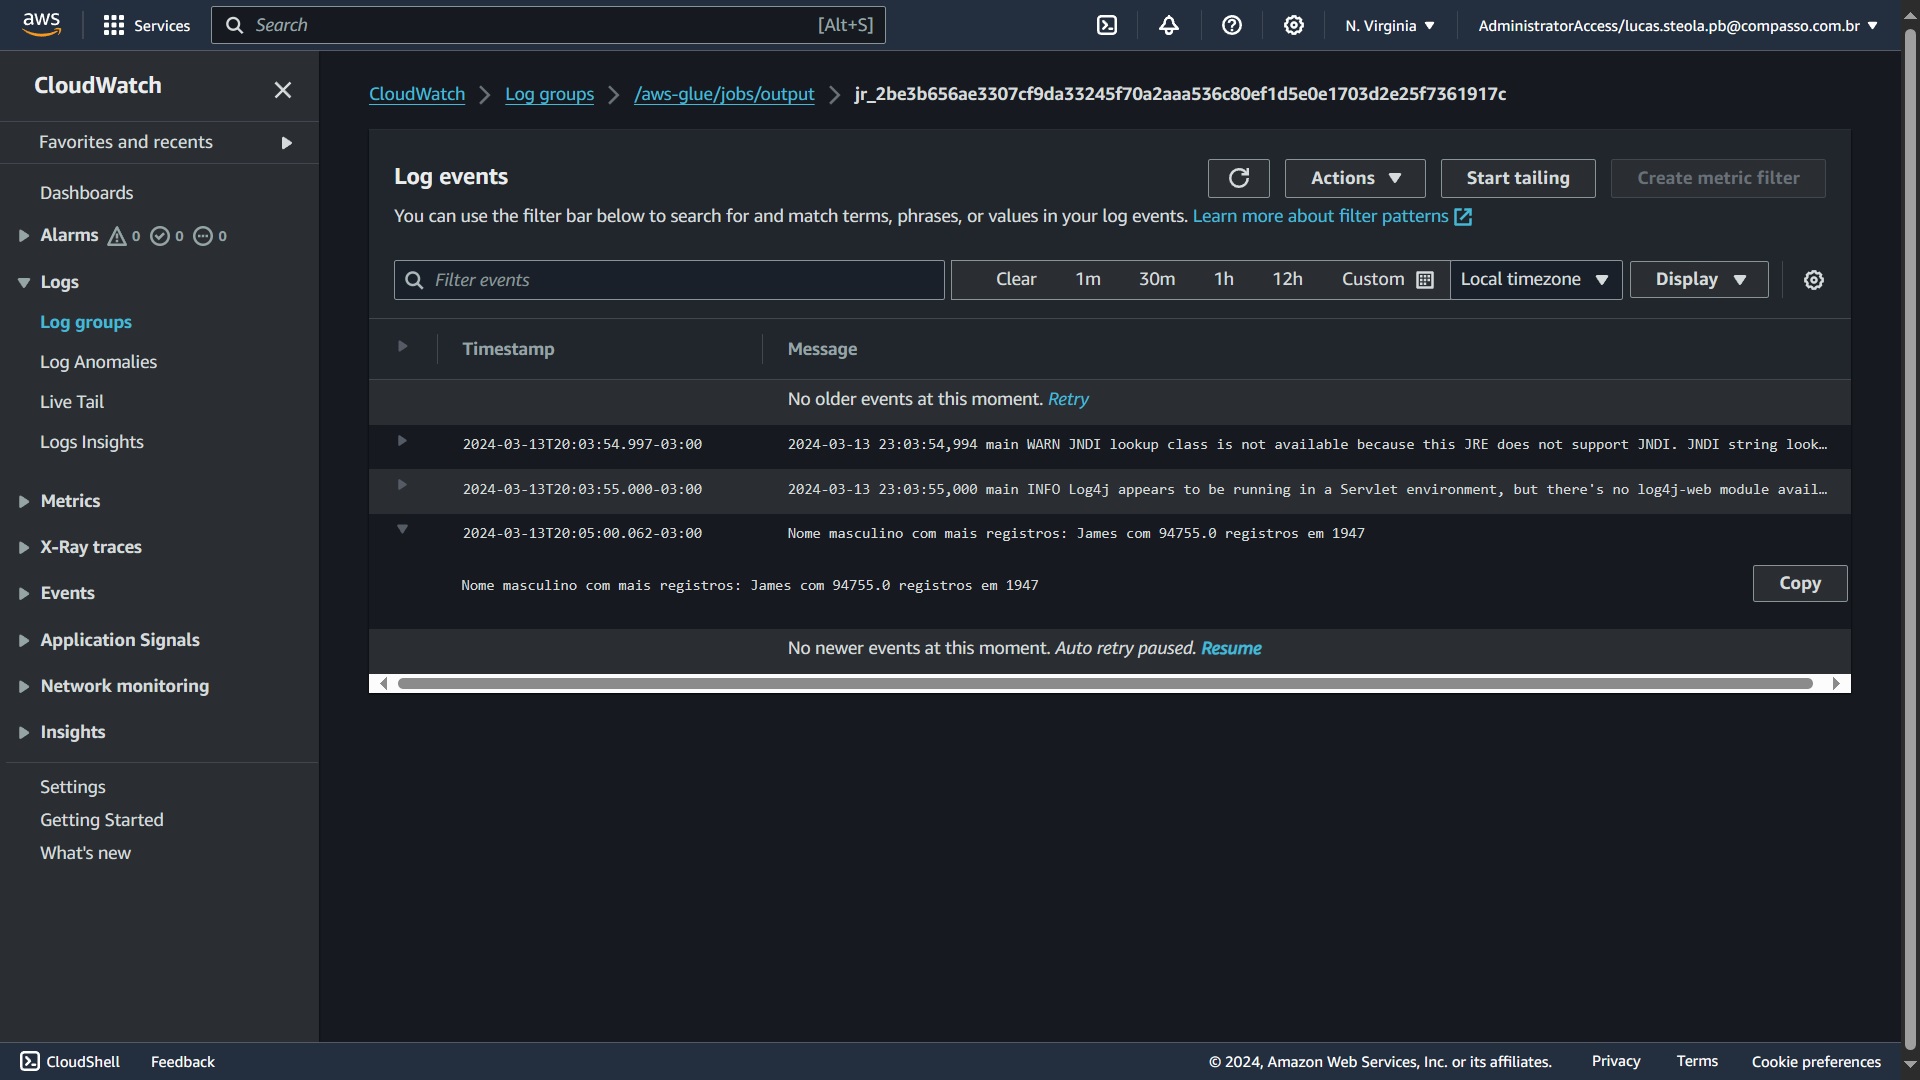 aws Services Search [Alt+S] N. Virginia AdministratorAccess/lucas.steola.pb@compasso.com.br
CloudWatch
Favorites and recents
Dashboards
Alarms 0 0 0
Logs
Log groups
Log Anomalies
Live Tail
Logs Insights
Metrics
X-Ray traces
Events
Application Signals
Network monitoring
Insights
Settings
Getting Started
What's new
CloudWatch Log groups /aws-glue/jobs/output jr_2be3b656ae3307cf9da33245f70a2aaa536c80ef1d5e0e1703d2e25f7361917c
Log events
Actions Start tailing Create metric filter
You can use the filter bar below to search for and match terms, phrases, or values in your log events. Learn more about filter patterns
Filter events Clear 1m 30m 1h 12h Custom Local timezone Display
Timestamp Message
No older events at this moment. Retry
2024-03-13T20:03:54.997-03:00 2024-03-13 23:03:54,994 main WARN JNDI lookup class is not available because this JRE does not support JNDI. JNDI string look…
2024-03-13T20:03:55.000-03:00 2024-03-13 23:03:55,000 main INFO Log4j appears to be running in a Servlet environment, but there's no log4j-web module avail…
2024-03-13T20:05:00.062-03:00 Nome masculino com mais registros: James com 94755.0 registros em 1947
Nome masculino com mais registros: James com 94755.0 registros em 1947
Copy
No newer events at this moment. Auto retry paused. Resume
CloudShell Feedback © 2024, Amazon Web Services, Inc. or its affiliates. Privacy Terms Cookie preferences